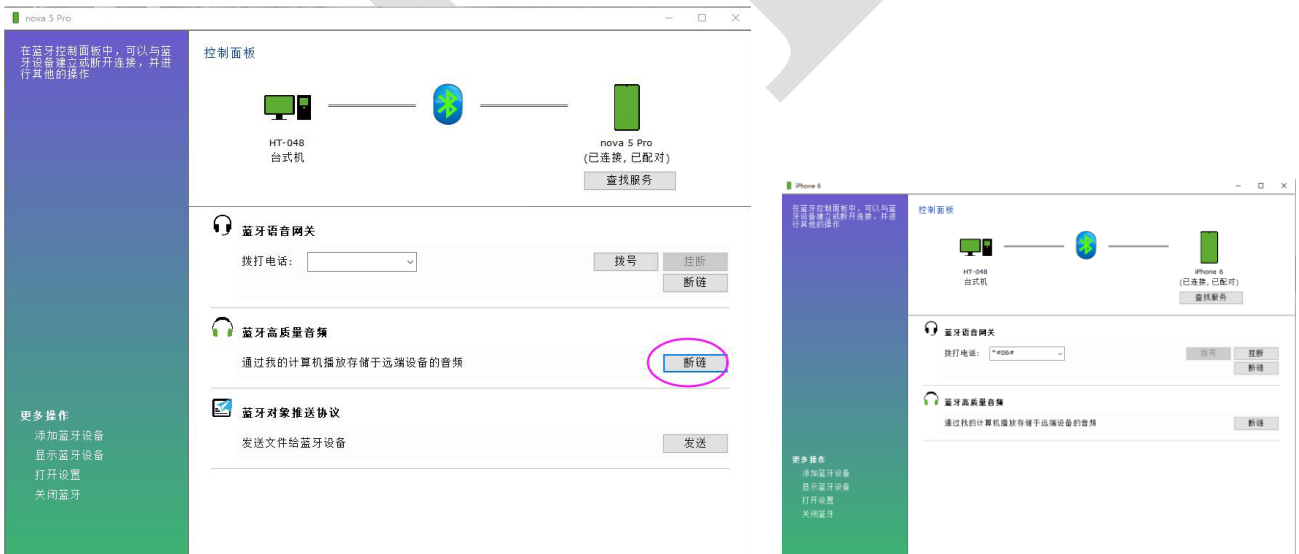 nova 5 Pro
在蓝牙控制面板中，可以与蓝
牙设备建立或断开连接，并进
行其他的操作
控制面板
HT-048
台式机
nova 5 Pro
(已连接, 已配对)
查找服务
蓝牙语音网关
拨打电话:
拨号
挂断
断链
蓝牙高质量音频
通过我的计算机播放存储于远端设备的音频
断链
蓝牙对象推送协议
发送文件给蓝牙设备
发送
更多操作
添加蓝牙设备
显示蓝牙设备
打开设置
关闭蓝牙
iPhone 6
在蓝牙控制面板中，可以与蓝
牙设备建立或断开连接，并进
行其他的操作
控制面板
HT-048
台式机
iPhone 6
(已连接, 已配对)
查找服务
蓝牙语音网关
拨打电话: *#06#
拨号
挂断
断链
蓝牙高质量音频
通过我的计算机播放存储于远端设备的音频
断链
更多操作
添加蓝牙设备
显示蓝牙设备
打开设置
关闭蓝牙